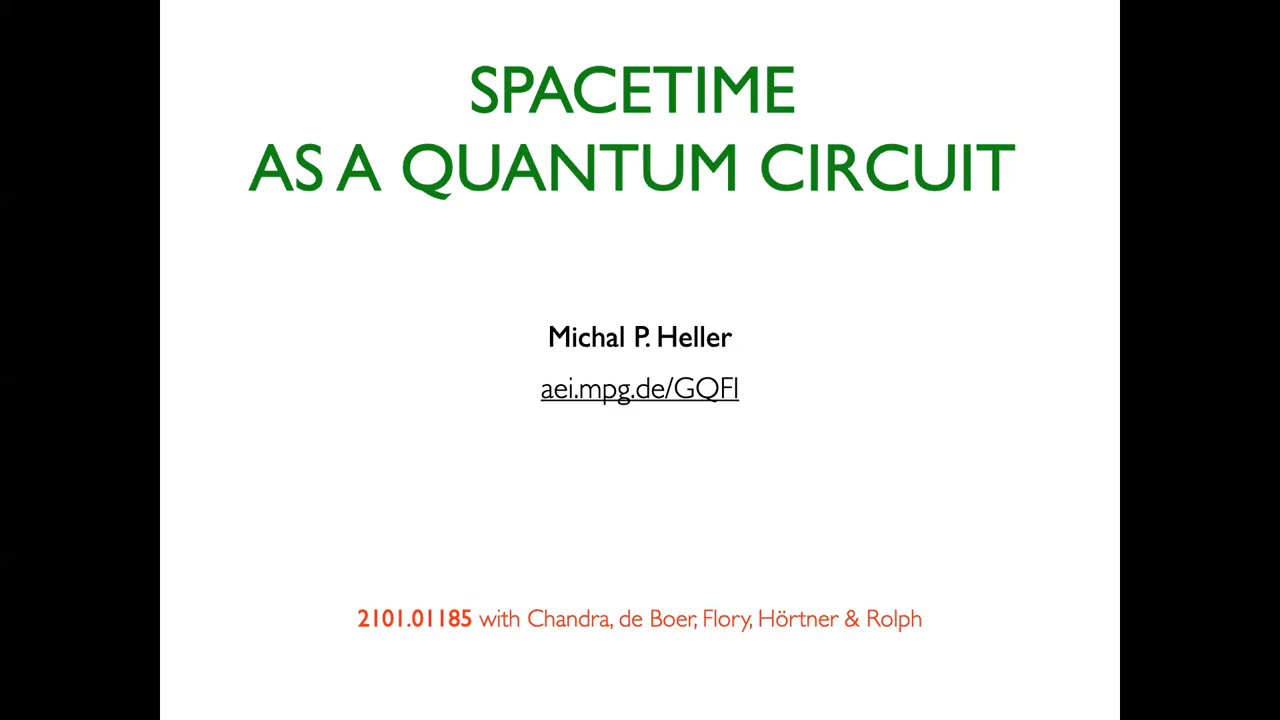 SPACETIME
AS A QUANTUM CIRCUIT
Michal P. Heller
aei.mpg.de/GQFI
2101.01185 with Chandra, de Boer, Flory, Hörtner & Rolph